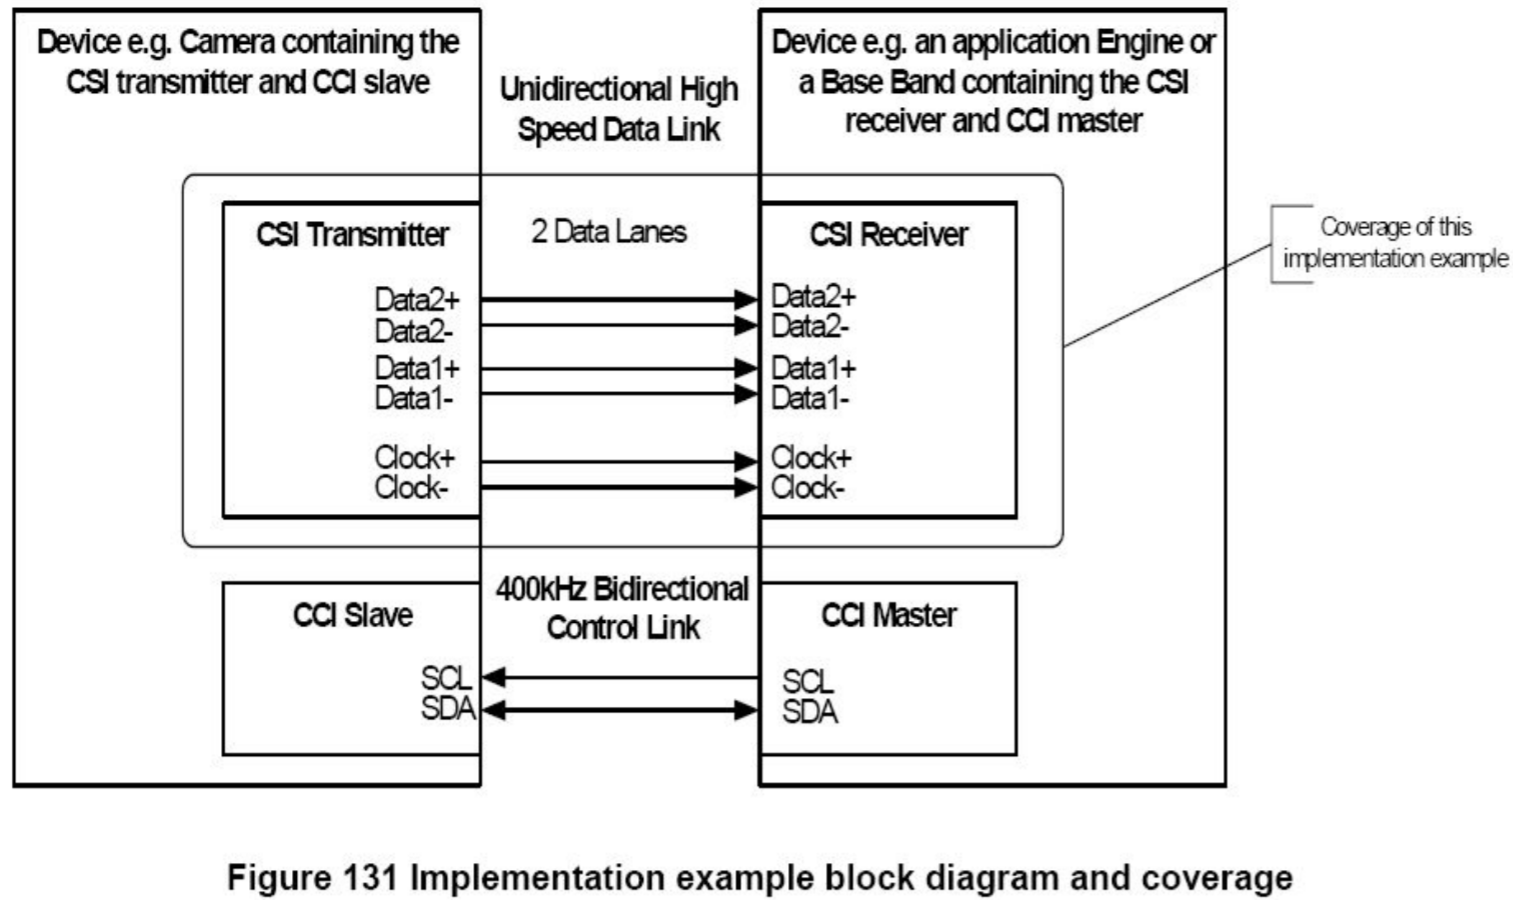 Device e.g. Camera containing the
CSI transmitter and CCI slave
Unidirectional High
Speed Data Link
Device e.g. an application Engine or
a Base Band containing the CSI
receiver and CCI master
CSI Transmitter
2 Data Lanes
CSI Receiver
Coverage of this
implementation example
Data2+
Data2-
Data1+
Data1-
Clock+
Clock-
Data2+
Data2-
Data1+
Data1-
Clock+
Clock-
400kHz Bidirectional
Control Link
CCI Slave
CCI Master
SCL
SDA
SCL
SDA
Figure 131 Implementation example block diagram and coverage